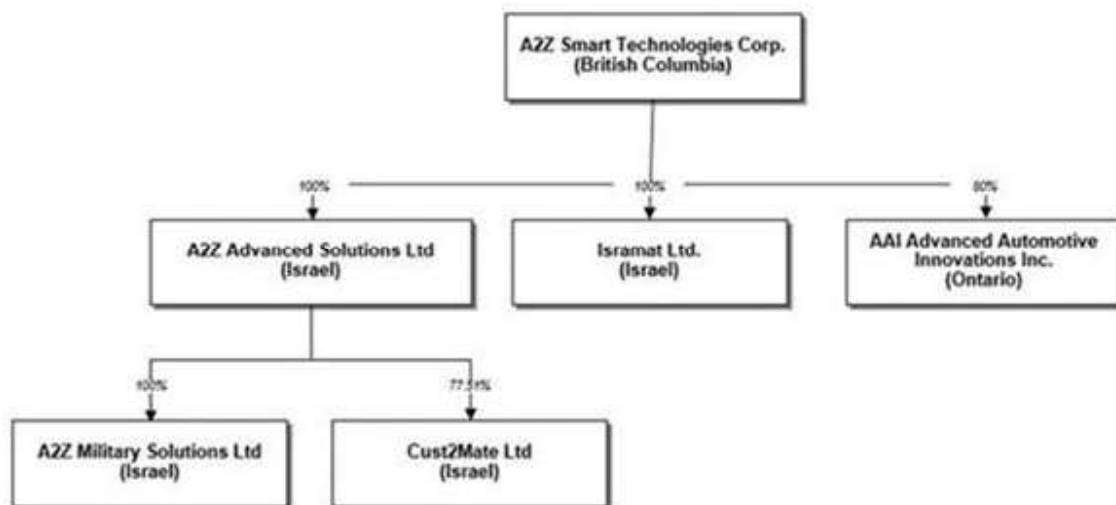 A2Z Smart Technologies Corp.
(British Columbia)
100%
100%
80%
A2Z Advanced Solutions Ltd
(Israel)
Isramat Ltd.
(Israel)
AAI Advanced Automotive
Innovations Inc.
(Ontario)
100%
A2Z Military Solutions Ltd
(Israel)
Cust2Mate Ltd
(Israel)